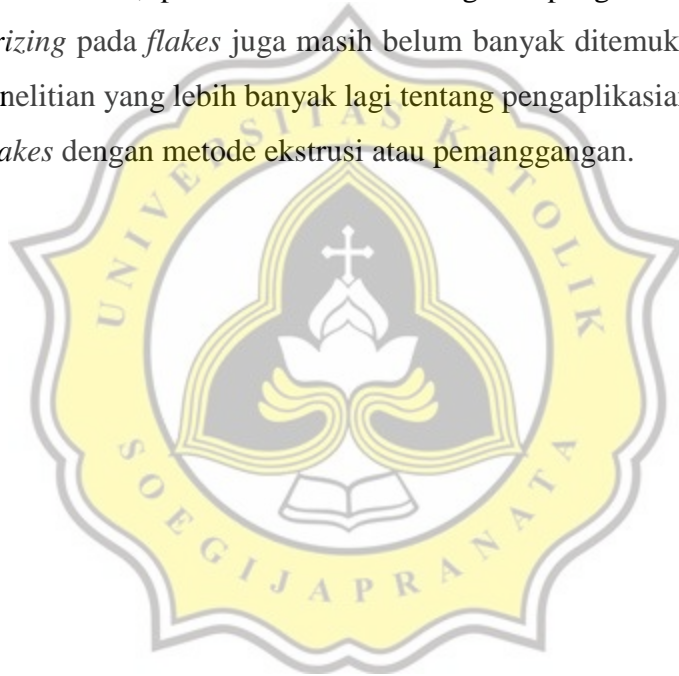 rizing pada flakes juga masih belum banyak ditemuk
nelitian yang lebih banyak lagi tentang pengaplikasian
akes dengan metode ekstrusi atau pemanggangan.
UNIVERSITAS KATOLIK
SOEGIJAPRANATA